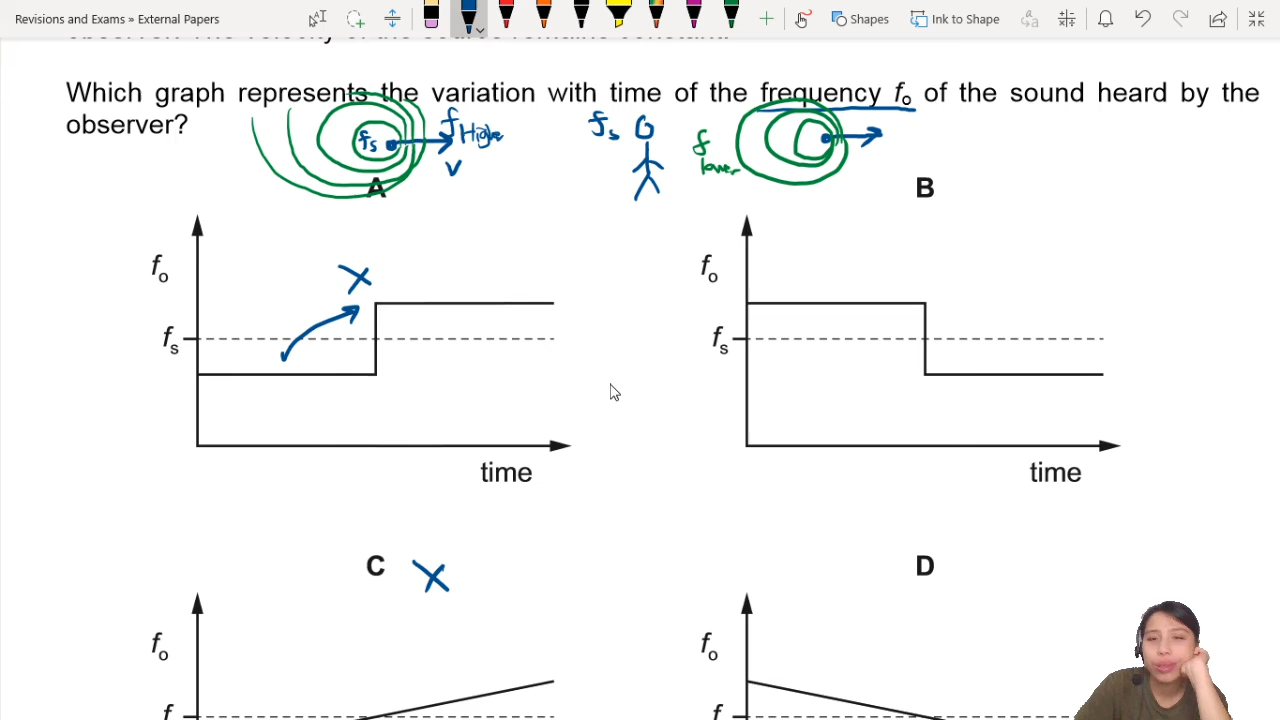 Revisions and Exams » External Papers
Shapes
Ink to Shape
Which graph represents the variation with time of the frequency fo of the sound heard by the
observer?
fs
f Higher
v
fs
f
lower
A
B
fo
fs
time
fo
fs
time
C
D
fo
f
fo
f